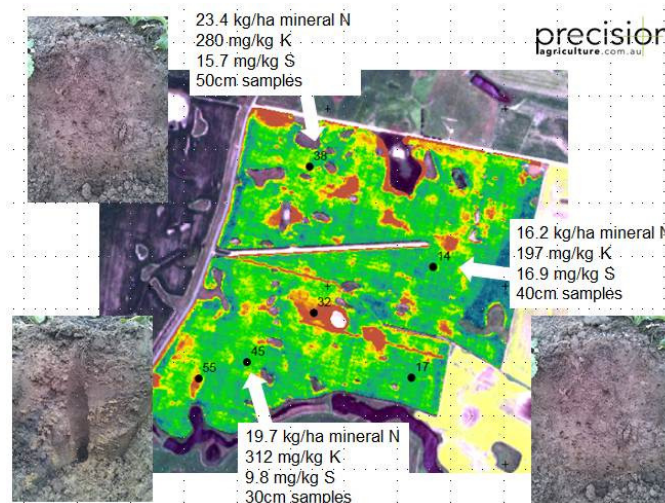 23.4 kg/ha mineral N
280 mg/kg K
15.7 mg/kg S
50cm samples
precision
agriculture.com.au
38
16.2 kg/ha mineral N
197 mg/kg K
16.9 mg/kg S
40cm samples
14
32
45
55
17
19.7 kg/ha mineral N
312 mg/kg K
9.8 mg/kg S
30cm samples